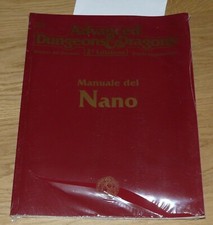 Advanced
Dungeons & Dragons
Manuale del
Nano